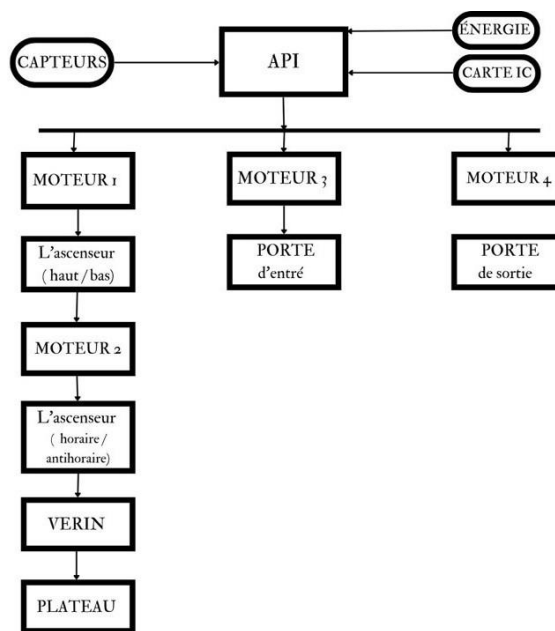 ÉNERGIE
CAPTEURS
API
CARTE IC
MOTEUR 1
MOTEUR 3
MOTEUR 4
L'ascenseur
( haut / bas)
PORTE
d'entré
PORTE
de sortie
MOTEUR 2
L'ascenseur
( horaire /
antihoraire)
VERIN
PLATEAU